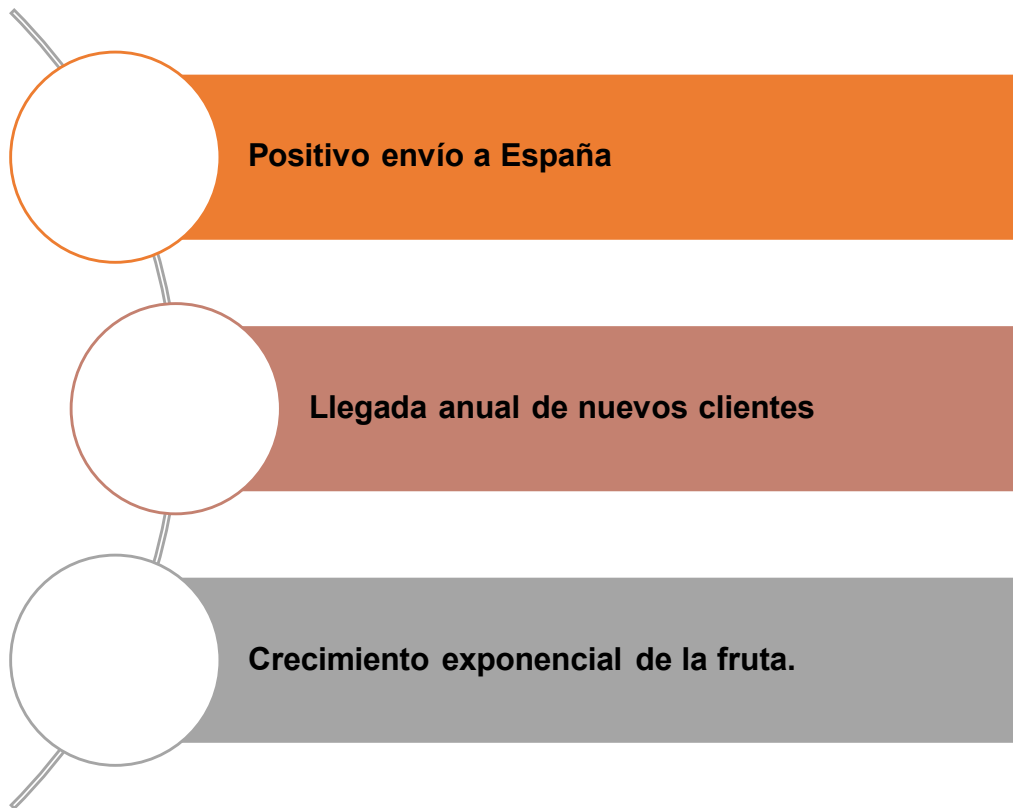 Positivo envío a España
Llegada anual de nuevos clientes
Crecimiento exponencial de la fruta.